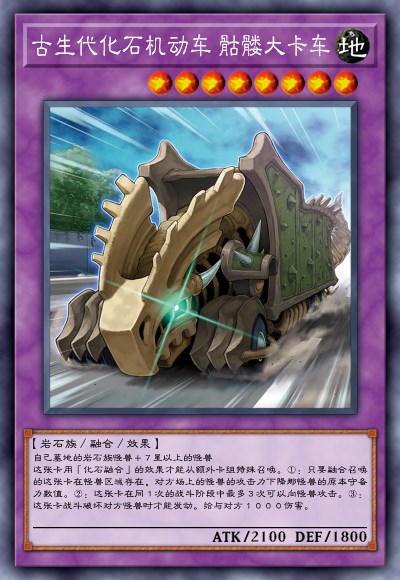 古生代化石机动车 骷髅大卡车 地
【岩石族／融合／效果】
自己墓地的岩石族怪兽＋７星以上的怪兽
这张卡用「化石融合」的效果才能从额外卡组特殊召唤。①：只要融合召唤
的这张卡在怪兽区域存在，对方场上的怪兽的攻击力下降那怪兽的原本守备
力数值。②：这张卡在同１次的战斗阶段中最多３次可以向怪兽攻击。③：
这张卡战斗破坏对方怪兽时才能发动。给与对方１０００伤害。
ATK/2100 DEF/1800